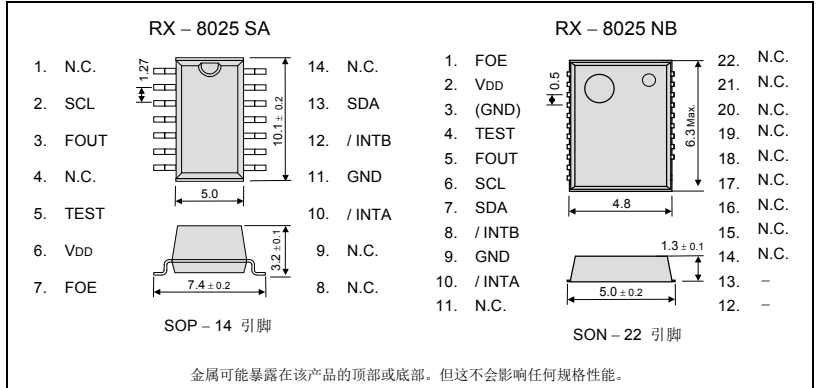 RX – 8025 SA
1. N.C.
2. SCL
3. FOUT
4. N.C.
5. TEST
6. VDD
7. FOE
14. N.C.
13. SDA
12. / INTB
11. GND
10. / INTA
9. N.C.
8. N.C.
1.27
10.1 ± 0.2
5.0
3.2 ± 0.1
7.4 ± 0.2
SOP – 14 引脚
RX – 8025 NB
1. FOE
2. VDD
3. (GND)
4. TEST
5. FOUT
6. SCL
7. SDA
8. / INTB
9. GND
10. / INTA
11. N.C.
22. N.C.
21. N.C.
20. N.C.
19. N.C.
18. N.C.
17. N.C.
16. N.C.
15. N.C.
14. N.C.
13. –
12. –
0.5
6.3 Max.
4.8
1.3 ± 0.1
5.0 ± 0.2
SON – 22 引脚
金属可能暴露在该产品的顶部或底部。但这不会影响任何规格性能。